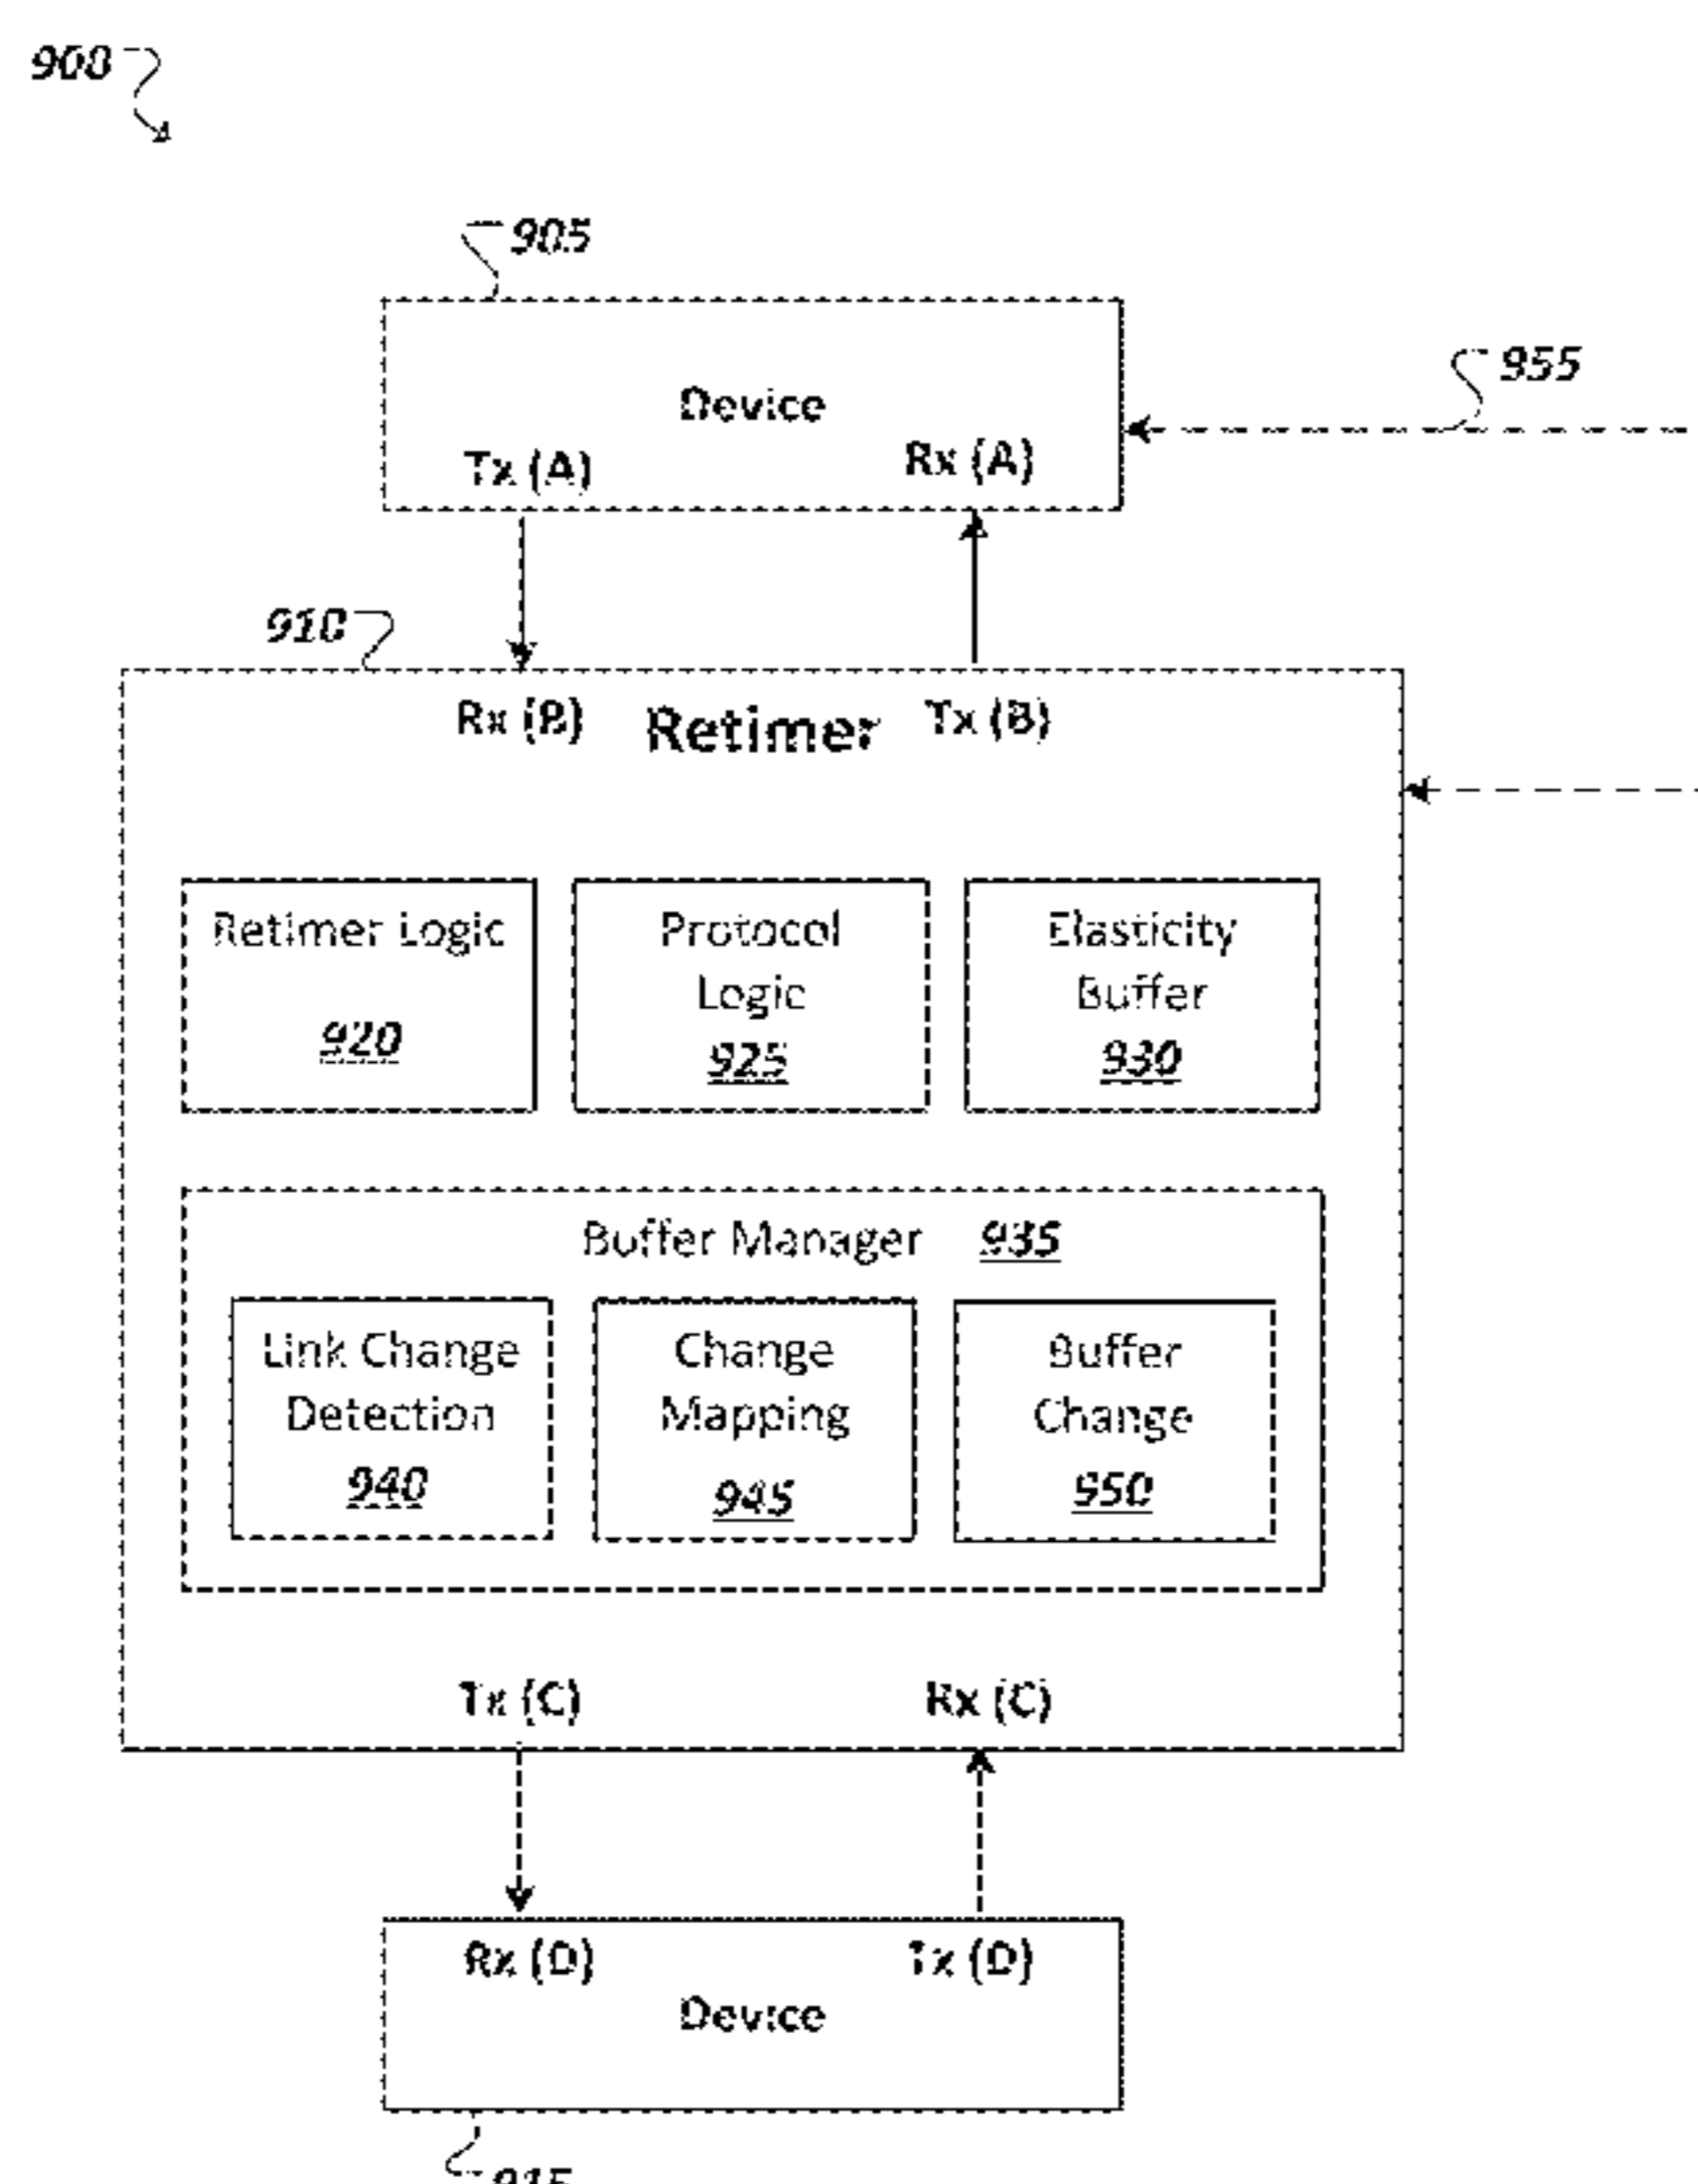 900
905
Device
955
Tx (A)
Rx (A)
910
Rx (B)
Retimer
Tx (B)
Retimer Logic
920
Protocol
Logic
925
Elasticity
Buffer
930
Buffer Manager 935
Link Change
Detection
940
Change
Mapping
945
Buffer
Change
950
Tx (C)
Rx (C)
Rx (D)
Tx (D)
Device
915